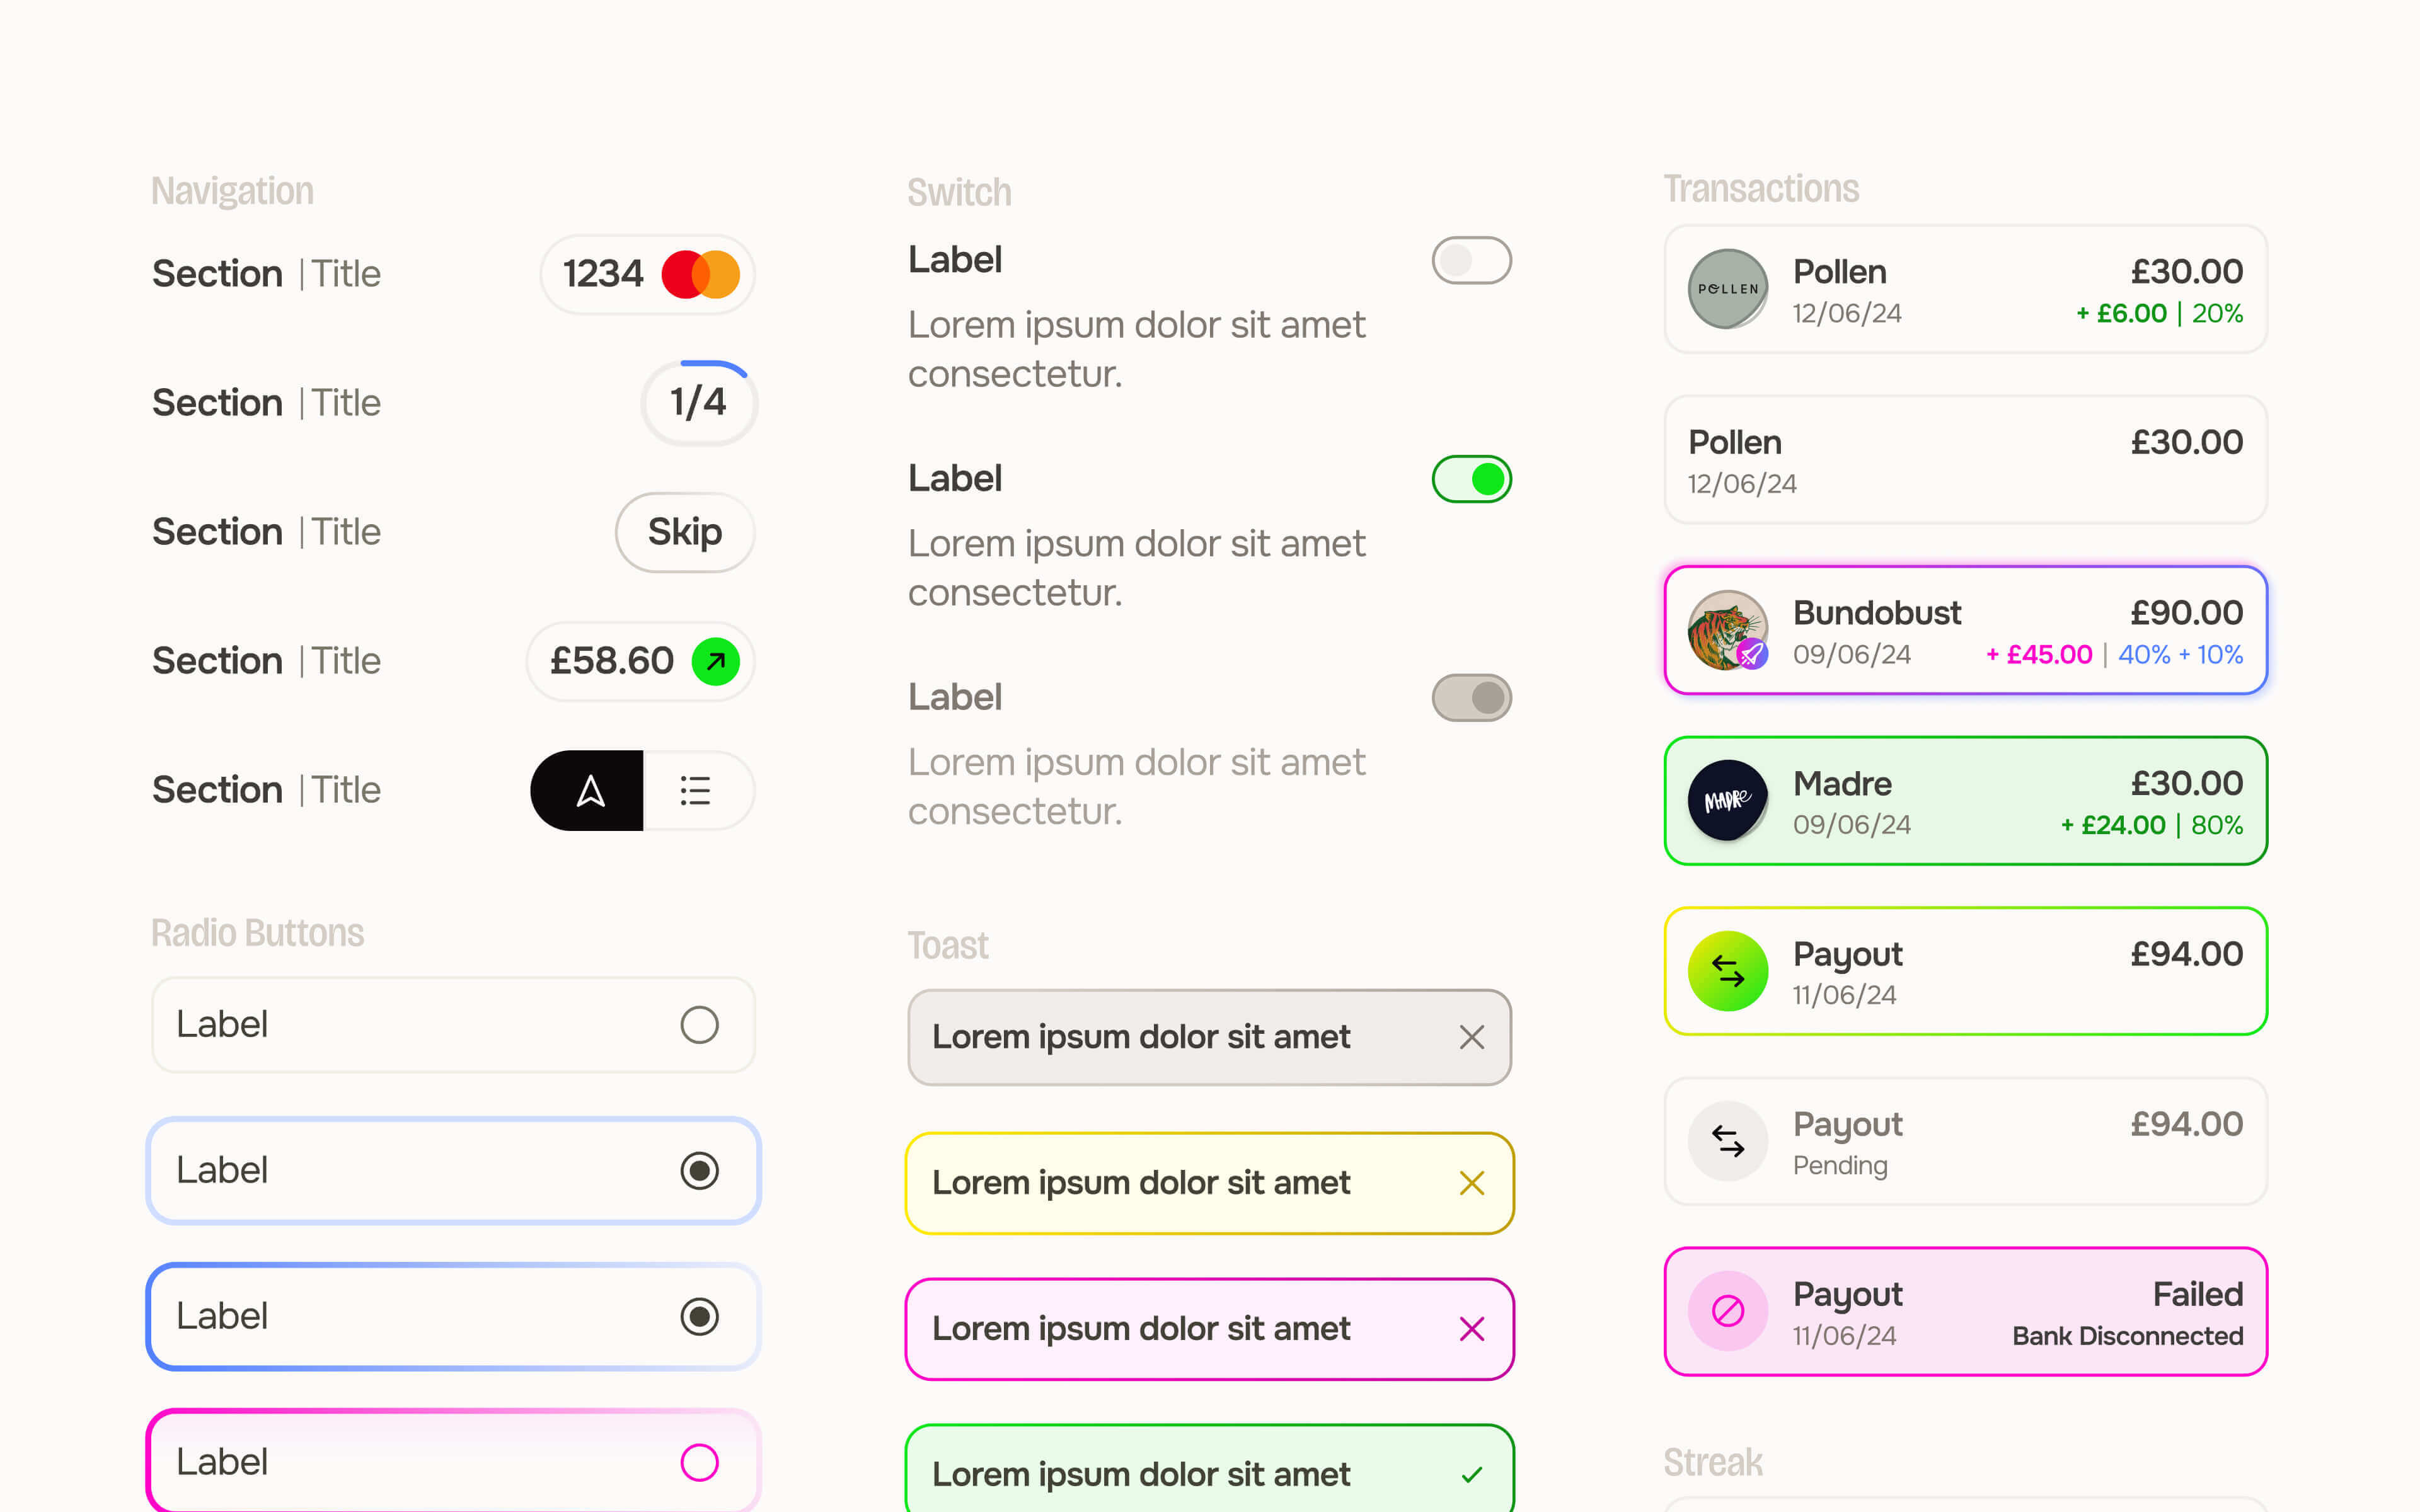 Navigation
Section | Title
1234
Section | Title
1/4
Section | Title
Skip
Section | Title
£58.60
Section | Title
Radio Buttons
Label
Label
Label
Label
Switch
Label
Lorem ipsum dolor sit amet
consectetur.
Label
Lorem ipsum dolor sit amet
consectetur.
Label
Lorem ipsum dolor sit amet
consectetur.
Toast
Lorem ipsum dolor sit amet
Lorem ipsum dolor sit amet
Lorem ipsum dolor sit amet
Lorem ipsum dolor sit amet
Transactions
POLLEN
Pollen
£30.00
12/06/24
+ £6.00 | 20%
Pollen
£30.00
12/06/24
Bundobust
£90.00
09/06/24
+ £45.00 | 40% + 10%
MADRe
Madre
£30.00
09/06/24
+ £24.00 | 80%
Payout
£94.00
11/06/24
Payout
£94.00
Pending
Payout
Failed
11/06/24
Bank Disconnected
Streak